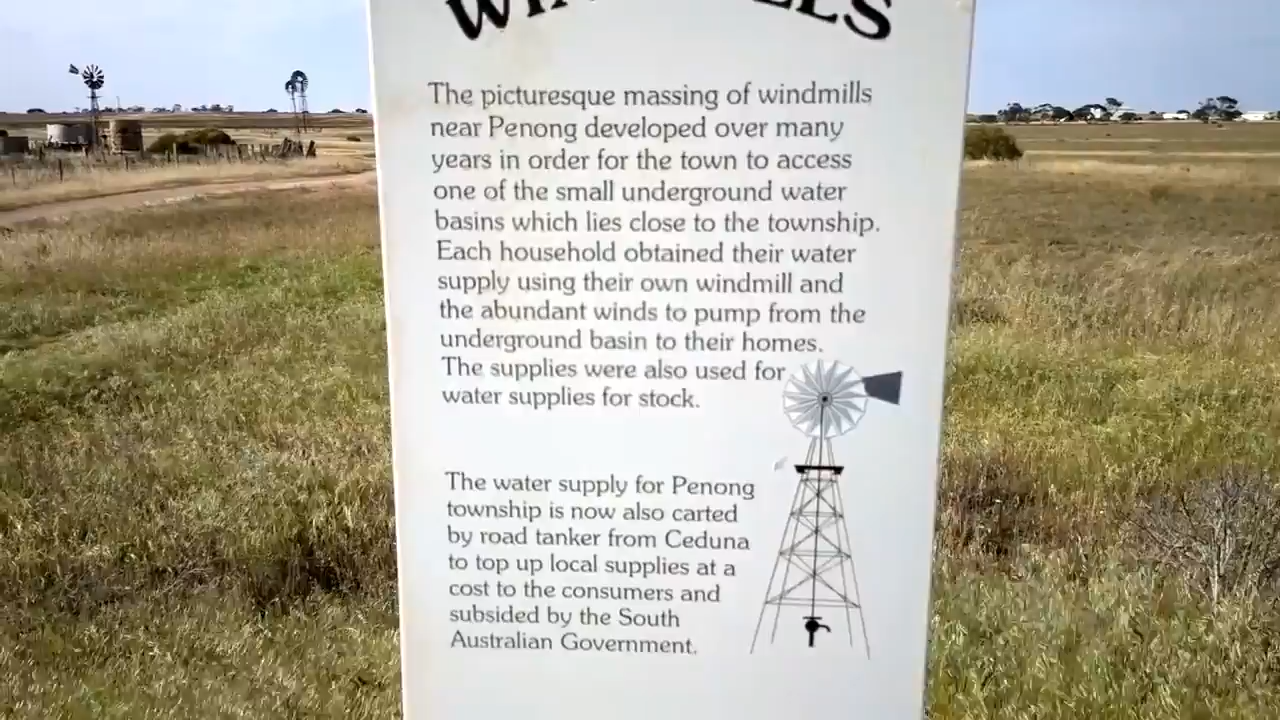 WINDMILLS
The picturesque massing of windmills
near Penong developed over many
years in order for the town to access
one of the small underground water
basins which lies close to the township.
Each household obtained their water
supply using their own windmill and
the abundant winds to pump from the
underground basin to their homes.
The supplies were also used for
water supplies for stock.
The water supply for Penong
township is now also carted
by road tanker from Ceduna
to top up local supplies at a
cost to the consumers and
subsided by the South
Australian Government.